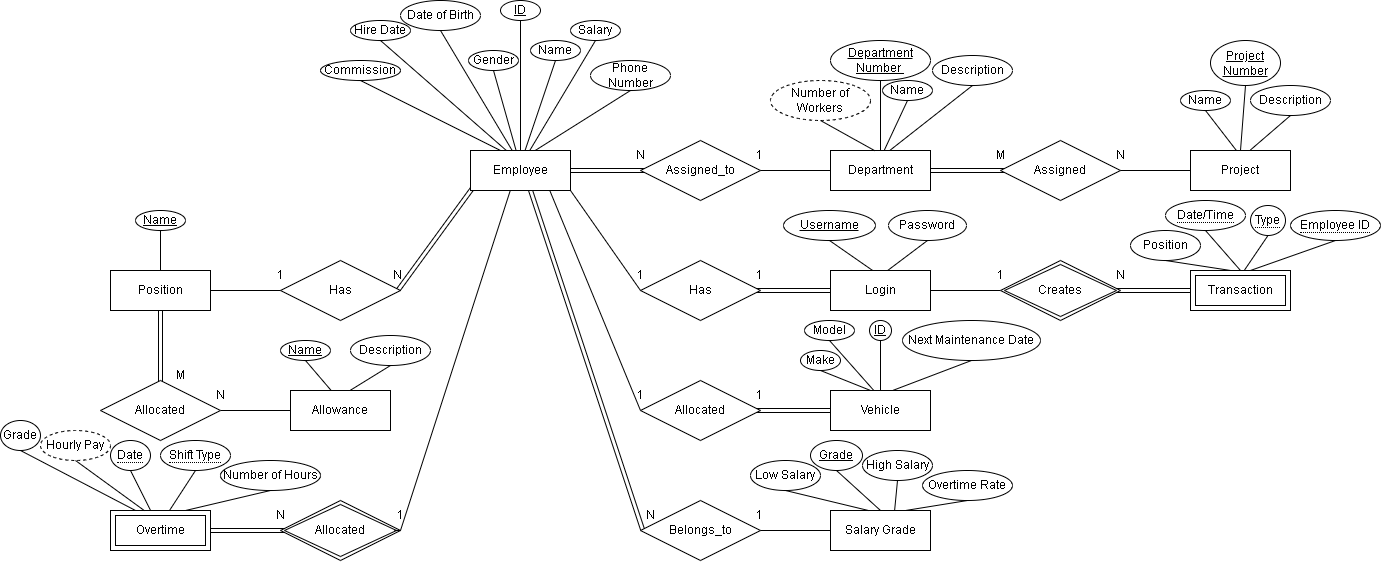 Date of Birth
ID
Hire Date
Salary
Name
Gender
Commission
Phone
Number
Department
Number
Number of
Workers
Name
Description
Project
Number
Name
Description
Employee
N
Assigned_to
1
Department
M
Assigned
N
Project
Name
Position
1
Has
N
1
Has
1
Username
Password
Login
1
Creates
N
Date/Time
Type
Employee ID
Position
Transaction
M
Allocated
N
Name
Description
Allowance
1
Allocated
1
Model
ID
Make
Next Maintenance Date
Vehicle
Grade
Hourly Pay
Date
Shift Type
Number of Hours
Overtime
N
Allocated
1
N
Belongs_to
1
Low Salary
Grade
High Salary
Overtime Rate
Salary Grade